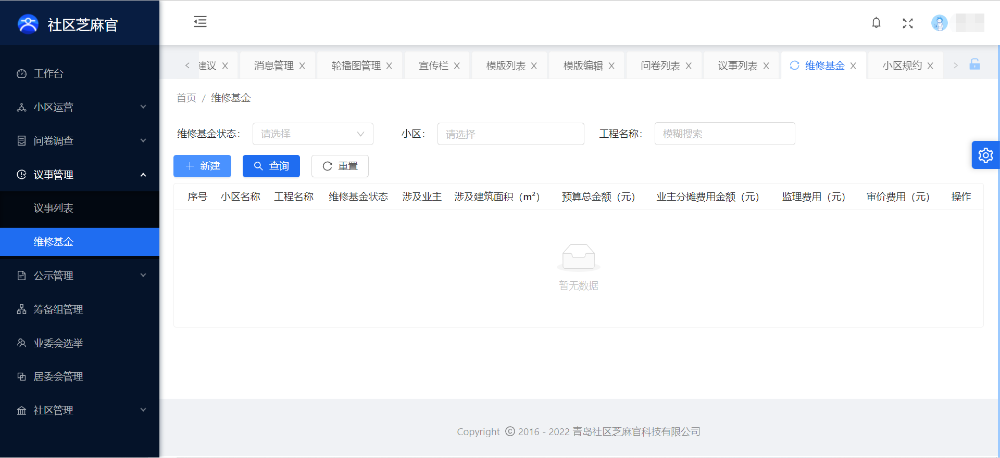 社区芝麻官
工作台
小区运营
问卷调查
议事管理
议事列表
维修基金
公示管理
筹备组管理
业委会选举
居委会管理
社区管理
建议 X 消息管理 X 轮播图管理 X 宣传栏 X 模版列表 X 模版编辑 X 问卷列表 X 议事列表 X 维修基金 X 小区规约 X
首页 / 维修基金
维修基金状态: 请选择 小区: 请选择 工程名称: 模糊搜索
+ 新建 查询 重置
序号 小区名称 工程名称 维修基金状态 涉及业主 涉及建筑面积（m²） 预算总金额（元） 业主分摊费用金额（元） 监理费用（元） 审价费用（元） 操作
暂无数据
Copyright © 2016 - 2022 青岛社区芝麻官科技有限公司